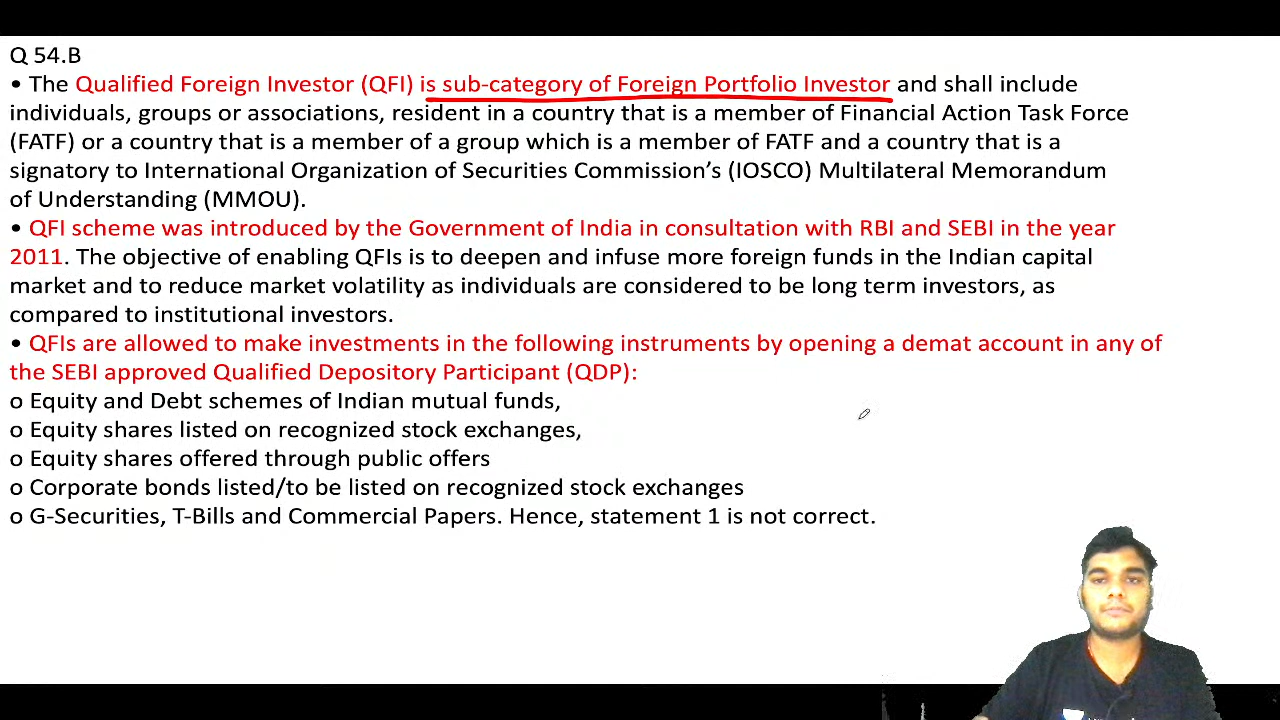 Q 54.B
• The Qualified Foreign Investor (QFI) is sub-category of Foreign Portfolio Investor and shall include
individuals, groups or associations, resident in a country that is a member of Financial Action Task Force
(FATF) or a country that is a member of a group which is a member of FATF and a country that is a
signatory to International Organization of Securities Commission’s (IOSCO) Multilateral Memorandum
of Understanding (MMOU).
• QFI scheme was introduced by the Government of India in consultation with RBI and SEBI in the year
2011. The objective of enabling QFIs is to deepen and infuse more foreign funds in the Indian capital
market and to reduce market volatility as individuals are considered to be long term investors, as
compared to institutional investors.
• QFIs are allowed to make investments in the following instruments by opening a demat account in any of
the SEBI approved Qualified Depository Participant (QDP):
o Equity and Debt schemes of Indian mutual funds,
o Equity shares listed on recognized stock exchanges,
o Equity shares offered through public offers
o Corporate bonds listed/to be listed on recognized stock exchanges
o G-Securities, T-Bills and Commercial Papers. Hence, statement 1 is not correct.